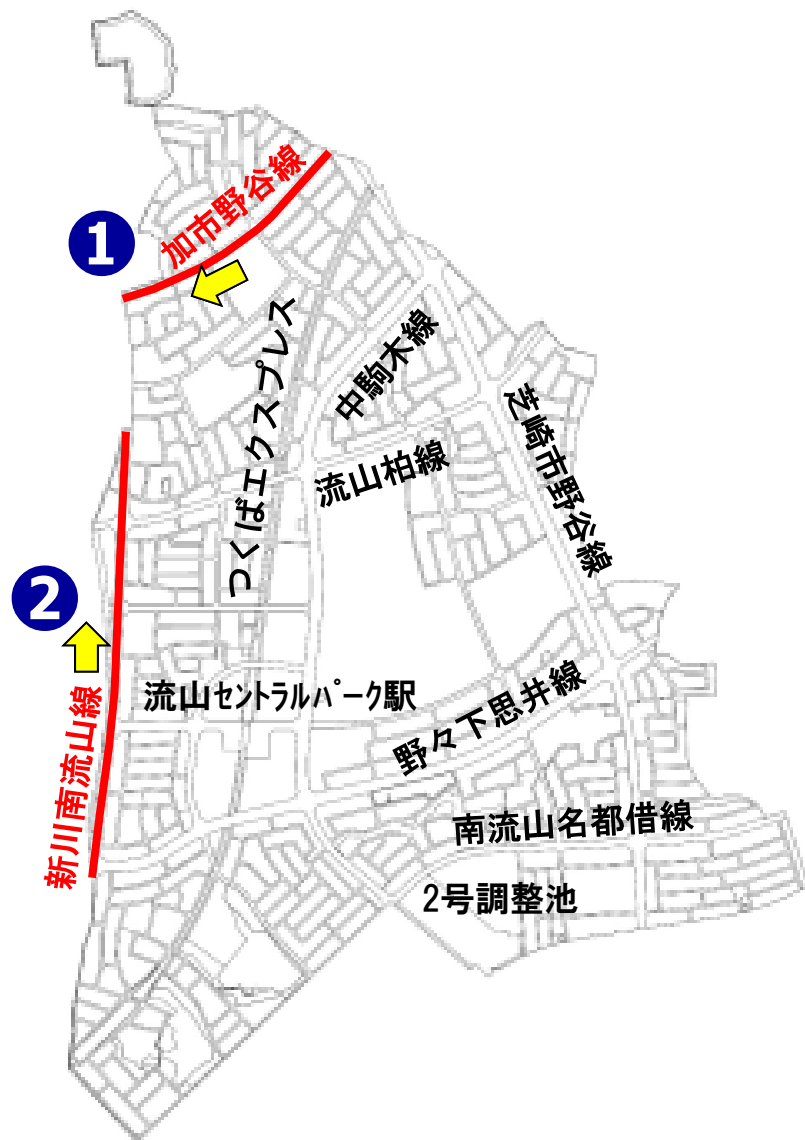 1
加市野谷線
つくばエクスプレス
中駒木線
流山柏線
芝崎市野谷線
2
流山セントラルパーク駅
新川南流山線
野々下思井線
南流山名都借線
2号調整池